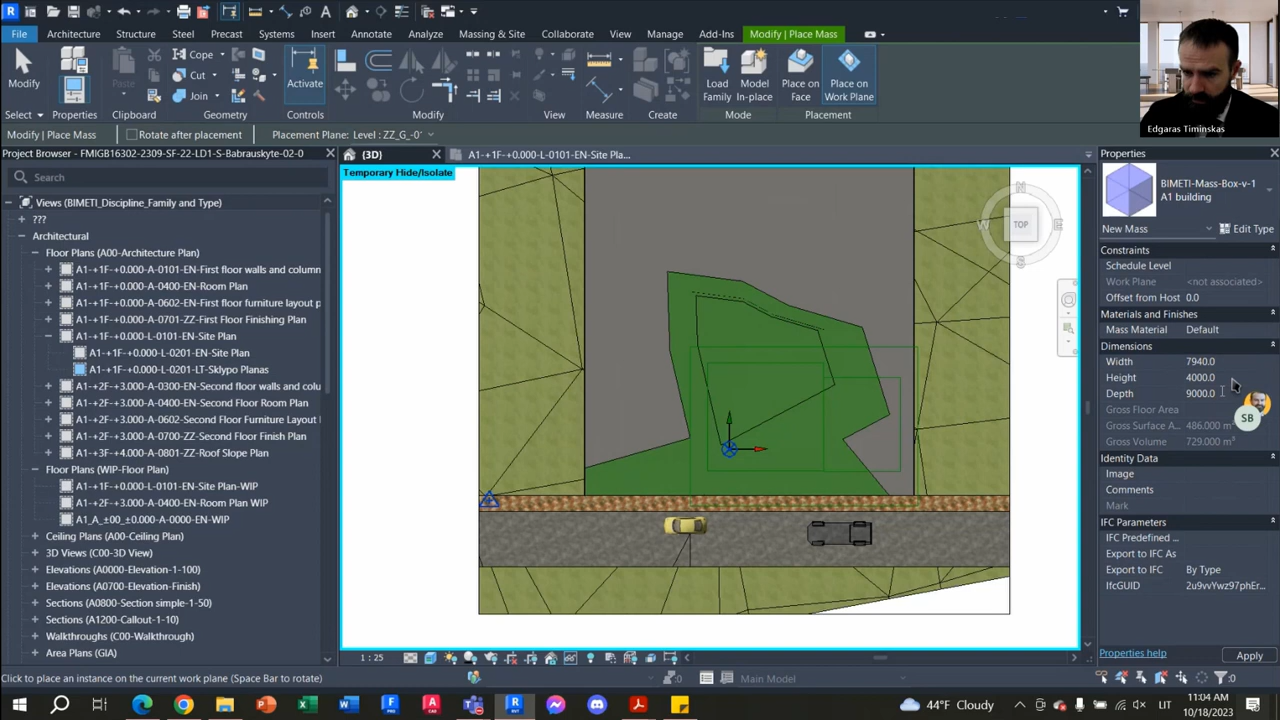 File
Architecture
Structure
Steel
Precast
Systems
Insert
Annotate
Analyze
Massing & Site
Collaborate
View
Manage
Add-Ins
Modify | Place Mass
Modify
Paste
Cope
Cut
Join
Activate
Load
Family
Model
In-place
Place on
Face
Place on
Work Plane
Select
Properties
Clipboard
Geometry
Controls
Modify
View
Measure
Create
Mode
Placement
Edgaras Timinskas
Modify | Place Mass
Rotate after placement
Placement Plane: Level : ZZ_G_-0"
Project Browser - FMIGB16302-2309-SF-22-LD1-S-Babrauskyte-02-0
(3D)
A1-+1F-+0.000-L-0101-EN-Site Pla...
Properties
Temporary Hide/Isolate
Search
Views (BIMETI_Discipline_Family and Type)
???
Architectural
Floor Plans (A00-Architecture Plan)
A1-+1F-+0.000-A-0101-EN-First floor walls and column
A1-+1F-+0.000-A-0400-EN-Room Plan
A1-+1F-+0.000-A-0602-EN-First floor furniture layout p
A1-+1F-+0.000-A-0701-ZZ-First Floor Finishing Plan
A1-+1F-+0.000-L-0101-EN-Site Plan
A1-+1F-+0.000-L-0201-EN-Site Plan
A1-+1F-+0.000-L-0201-LT-Sklypo Planas
A1-+2F-+3.000-A-0300-EN-Second floor walls and colum
A1-+2F-+3.000-A-0400-EN-Second Floor Room Plan
A1-+2F-+3.000-A-0602-EN-Second Floor Furniture Layout
A1-+2F-+3.000-A-0700-ZZ-Second Floor Finish Plan
A1-+3F-+4.000-A-0801-ZZ-Roof Slope Plan
Floor Plans (WIP-Floor Plan)
A1-+1F-+0.000-L-0101-EN-Site Plan-WIP
A1-+2F-+3.000-A-0400-EN-Room Plan WIP
A1_A_±00_±0.000-A-0000-EN-WIP
Ceiling Plans (A00-Ceiling Plan)
3D Views (C00-3D View)
Elevations (A0000-Elevation-1-100)
Elevations (A0700-Elevation-Finish)
Sections (A0800-Section simple-1-50)
Sections (A1200-Callout-1-10)
Walkthroughs (C00-Walkthrough)
Area Plans (GIA)
N
W
TOP
E
S
BIMETI-Mass-Box-v-1
A1 building
New Mass
Edit Type
Constraints
Schedule Level
Work Plane <not associated>
Offset from Host 0.0
Materials and Finishes
Mass Material Default
Dimensions
Width 7940.0
Height 4000.0
Depth 9000.0
Gross Floor Area
Gross Surface A... 486.000 m²
Gross Volume 729.000 m³
SB
Identity Data
Image
Comments
Mark
IFC Parameters
IFC Predefined ...
Export to IFC As
Export to IFC By Type
IfcGUID 2u9vvYwz97phEr...
Properties help
Apply
1 : 25
Click to place an instance on the current work plane (Space Bar to rotate)
:0
Main Model
:0
44°F Cloudy
LIT
11:04 AM
10/18/2023